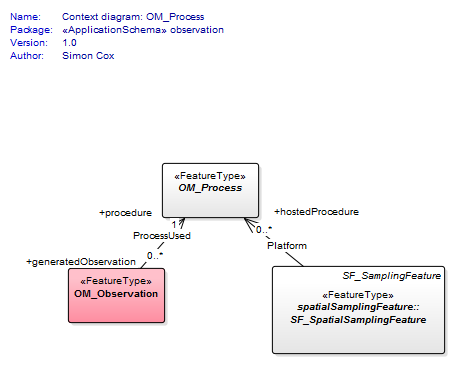 Name: Context diagram: OM_Process
Package: «ApplicationSchema» observation
Version: 1.0
Author: Simon Cox
«FeatureType»
OM_Process
+procedure
+hostedProcedure
1
0..*
ProcessUsed
Platform
0..*
+generatedObservation
«FeatureType»
OM_Observation
SF_SamplingFeature
«FeatureType»
spatialSamplingFeature::
SF_SpatialSamplingFeature